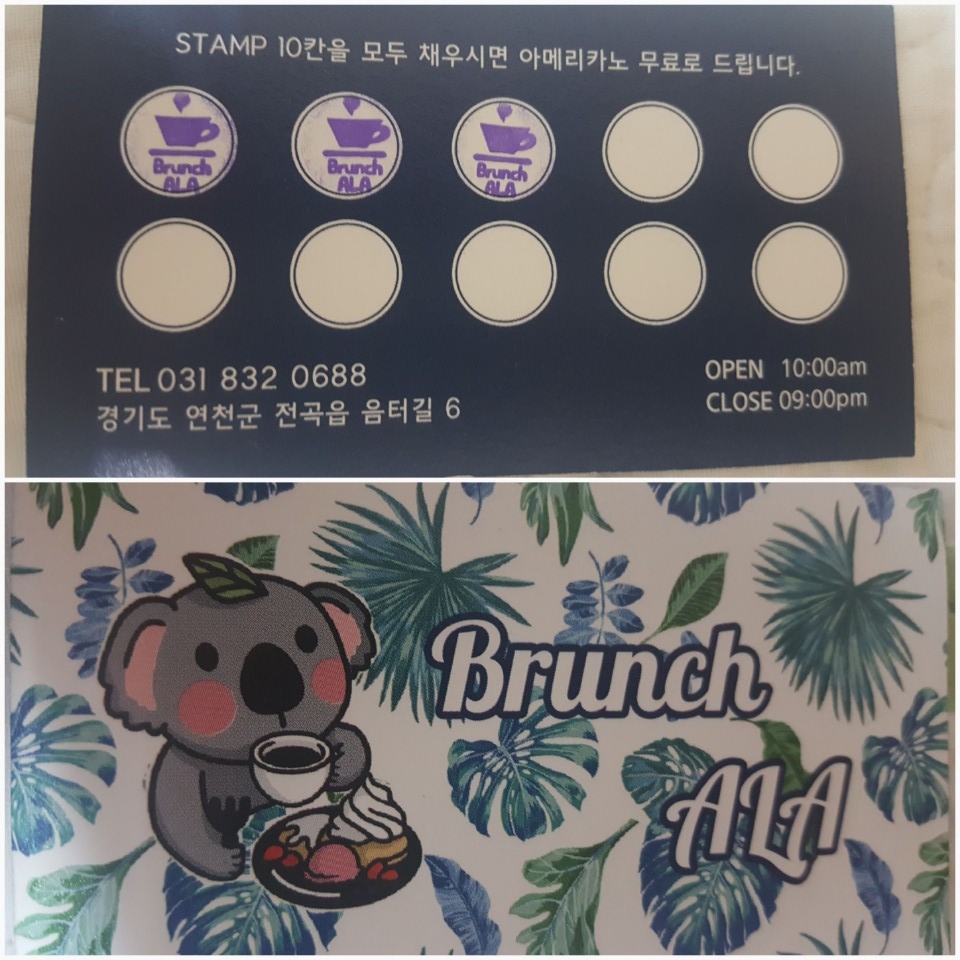 STAMP 10칸을 모두 채우시면 아메리카노 무료로 드립니다.
Brunch
ALA
Brunch
ALA
Brunch
ALA
TEL 031 832 0688
경기도 연천군 전곡읍 음터길 6
OPEN 10:00am
CLOSE 09:00pm
Brunch
ALA